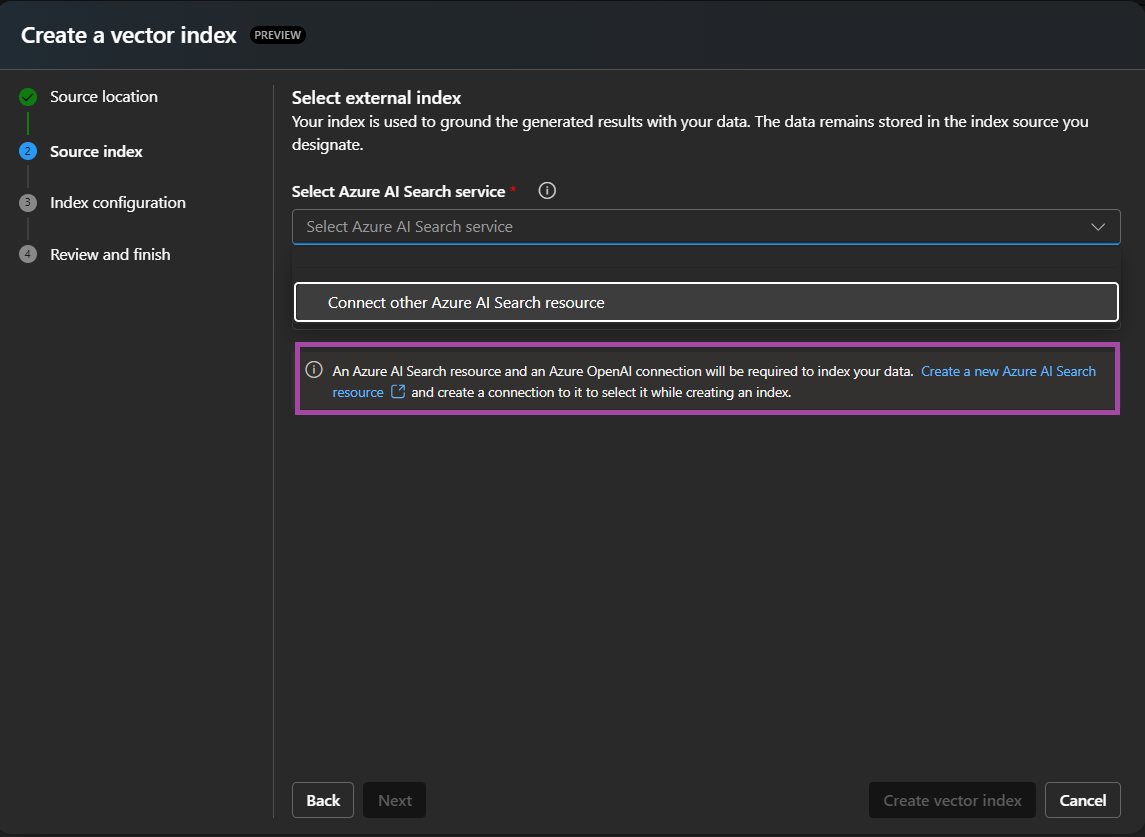 Create a vector index PREVIEW
Source location
2 Source index
3 Index configuration
4 Review and finish
Select external index
Your index is used to ground the generated results with your data. The data remains stored in the index source you
designate.
Select Azure AI Search service *
Select Azure AI Search service
Connect other Azure AI Search resource
An Azure AI Search resource and an Azure OpenAI connection will be required to index your data. Create a new Azure AI Search
resource and create a connection to it to select it while creating an index.
Back Next Create vector index Cancel